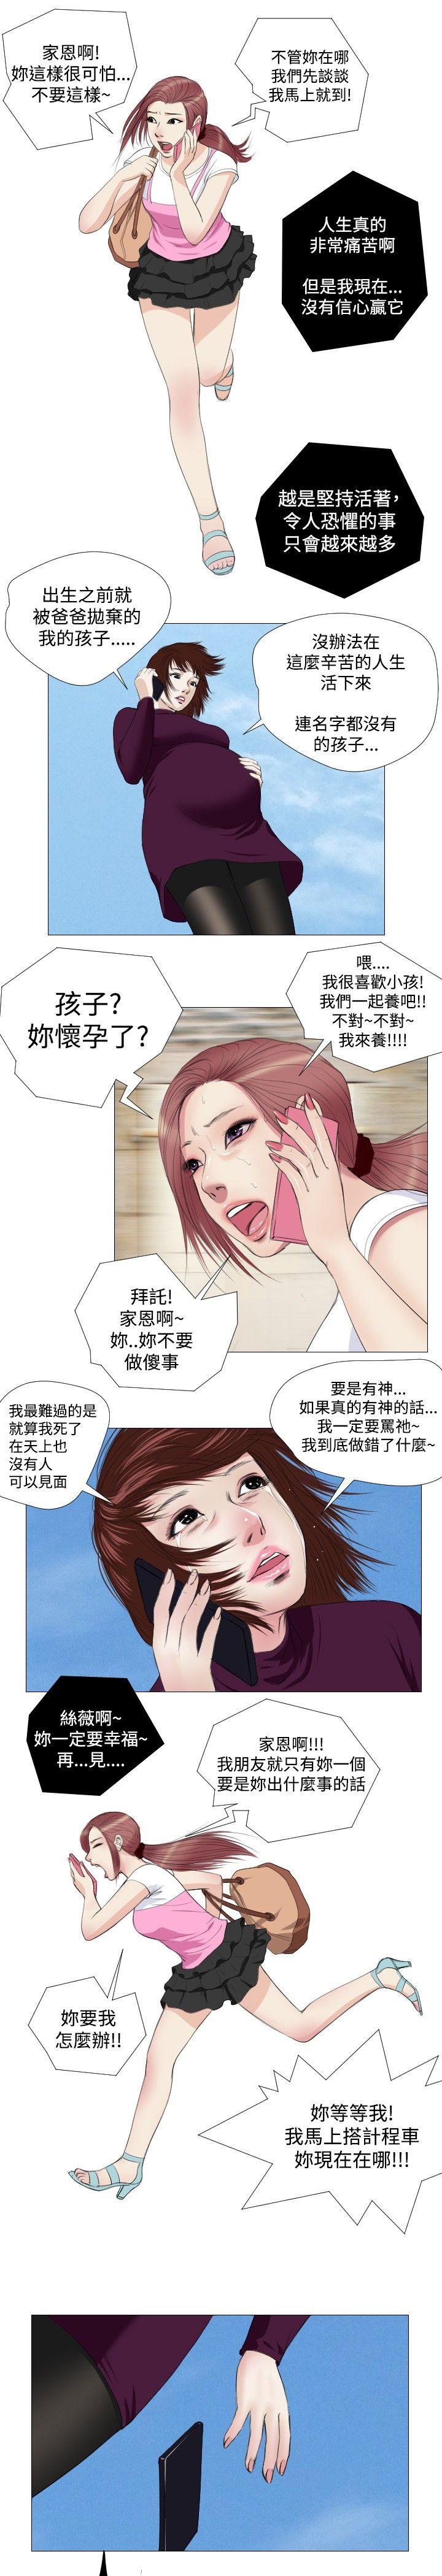 家恩啊!
妳這樣很可怕...
不要這樣~
不管妳在哪
我們先談談
我馬上就到!
人生真的
非常痛苦啊
但是我現在...
沒有信心贏它
越是堅持活著,
令人恐懼的事
只會越來越多
出生之前就
被爸爸拋棄的
我的孩子.....
沒辦法在
這麼辛苦的人生
活下來
連名字都沒有
的孩子...
孩子?
妳懷孕了?
喂....
我很喜歡小孩!
我們一起養吧!!
不對~不對~
我來養!!!!
拜託!
家恩啊~
妳..妳不要
做傻事
我最難過的是
就算我死了
在天上也
沒有人
可以見面
要是有神...
如果真的有神的話...
我一定要罵祂~
我到底做錯了什麼~
絲薇啊~
妳一定要幸福~
再...見....
家恩啊!!!
我朋友就只有妳一個
要是妳出什麼事的話
妳要我
怎麼辦!!
妳等等我!
我馬上搭計程車
妳現在在哪!!!